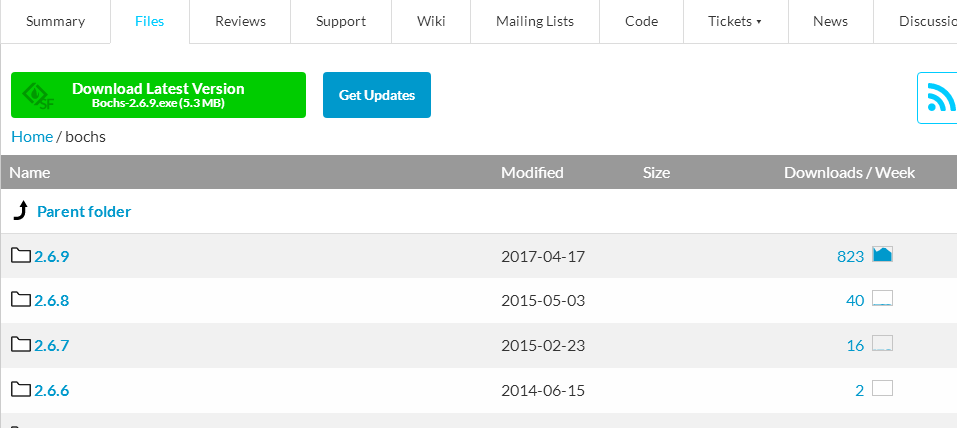 Summary Files Reviews Support Wiki Mailing Lists Code Tickets ▾ News
Download Latest Version
SF Bochs-2.6.9.exe (5.3 MB)
Get Updates
Home / bochs
Name Modified Size Downloads / Week
Parent folder
2.6.9 2017-04-17 823
2.6.8 2015-05-03 40
2.6.7 2015-02-23 16
2.6.6 2014-06-15 2